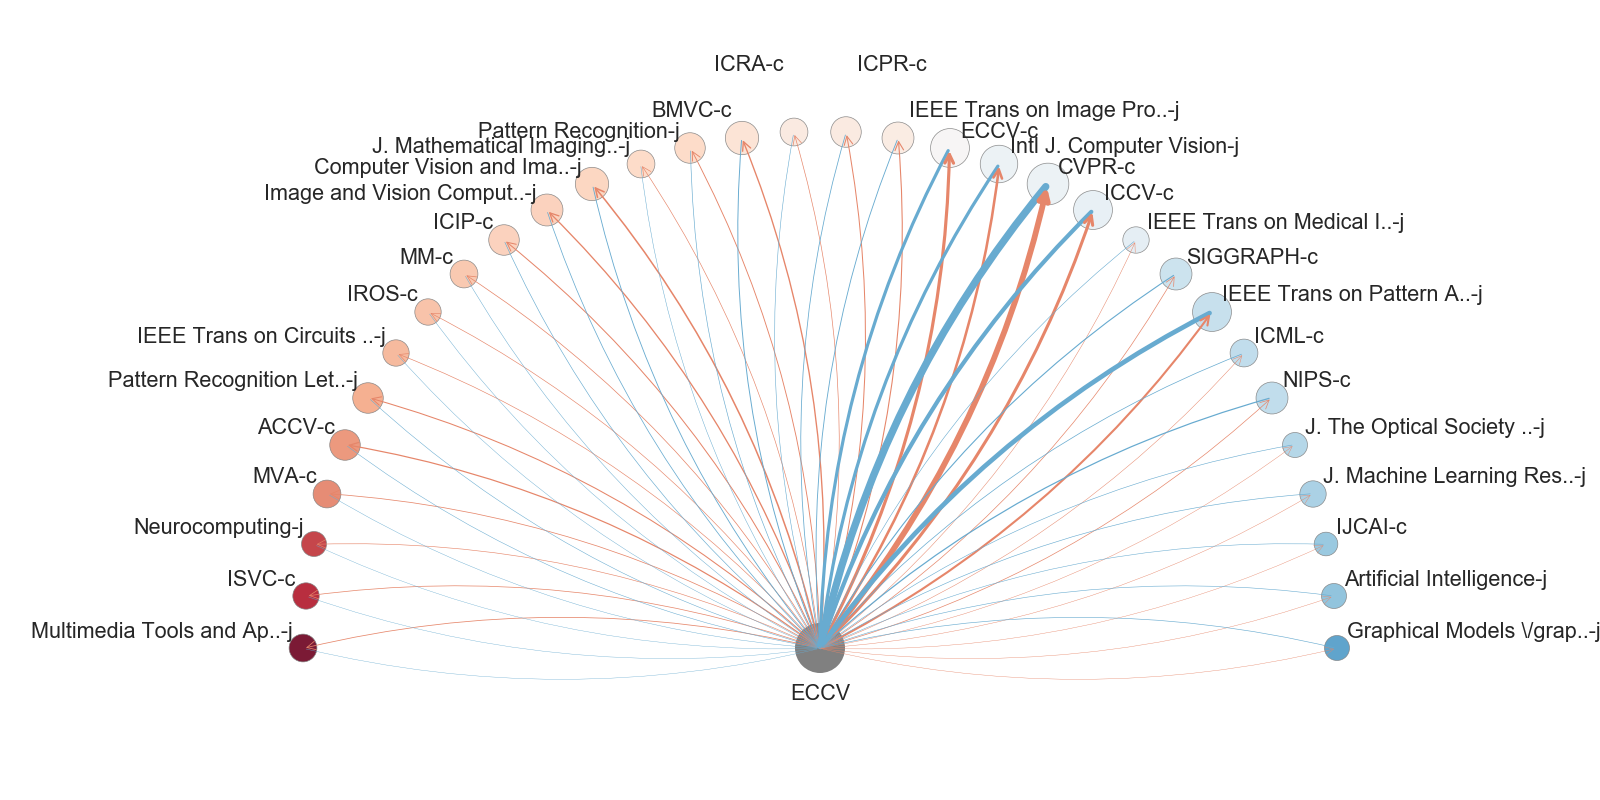 ICRA-c
ICPR-c
BMVC-c
IEEE Trans on Image Pro..-j
Pattern Recognition-j
ECCV-c
J. Mathematical Imaging..-j
Intl J. Computer Vision-j
Computer Vision and Ima..-j
CVPR-c
Image and Vision Comput..-j
ICCV-c
ICIP-c
IEEE Trans on Medical I..-j
MM-c
SIGGRAPH-c
IROS-c
IEEE Trans on Pattern A..-j
IEEE Trans on Circuits ..-j
ICML-c
Pattern Recognition Let..-j
NIPS-c
ACCV-c
J. The Optical Society ..-j
MVA-c
J. Machine Learning Res..-j
Neurocomputing-j
IJCAI-c
ISVC-c
Artificial Intelligence-j
Multimedia Tools and Ap..-j
Graphical Models \/grap..-j
ECCV